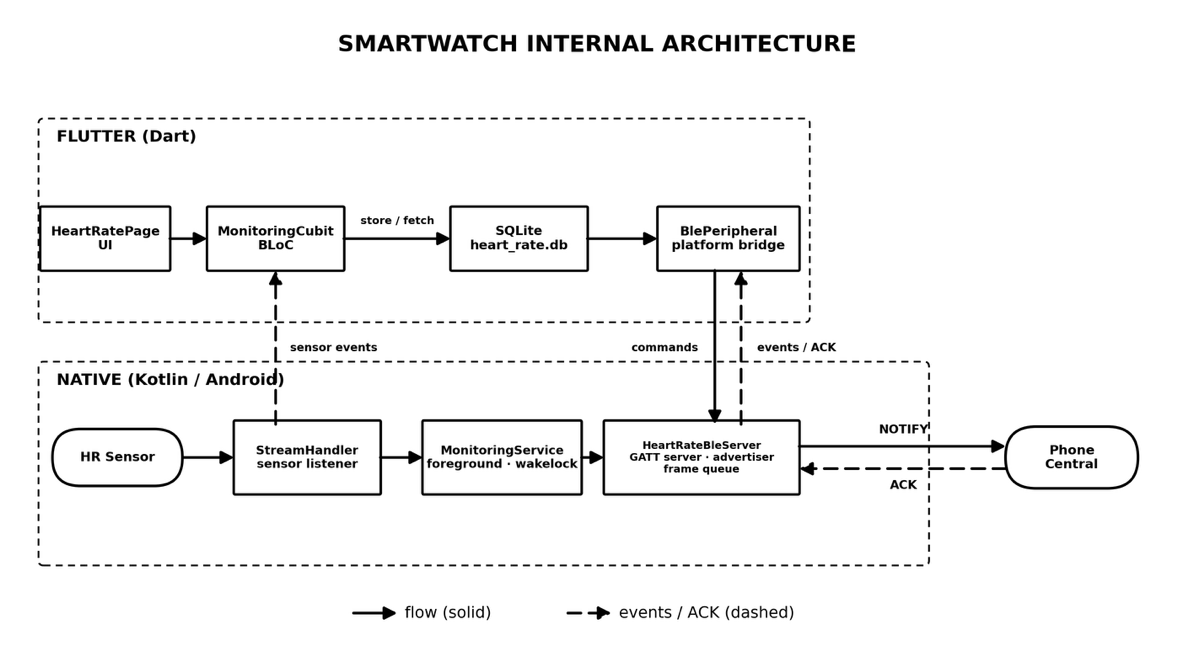 SMARTWATCH INTERNAL ARCHITECTURE
FLUTTER (Dart)
HeartRatePage
UI
MonitoringCubit
BLoC
store / fetch
SQLite
heart_rate.db
BlePeripheral
platform bridge
sensor events
commands
events / ACK
NATIVE (Kotlin / Android)
HR Sensor
StreamHandler
sensor listener
MonitoringService
foreground · wakelock
HeartRateBleServer
GATT server · advertiser
frame queue
NOTIFY
ACK
Phone
Central
flow (solid)
events / ACK (dashed)